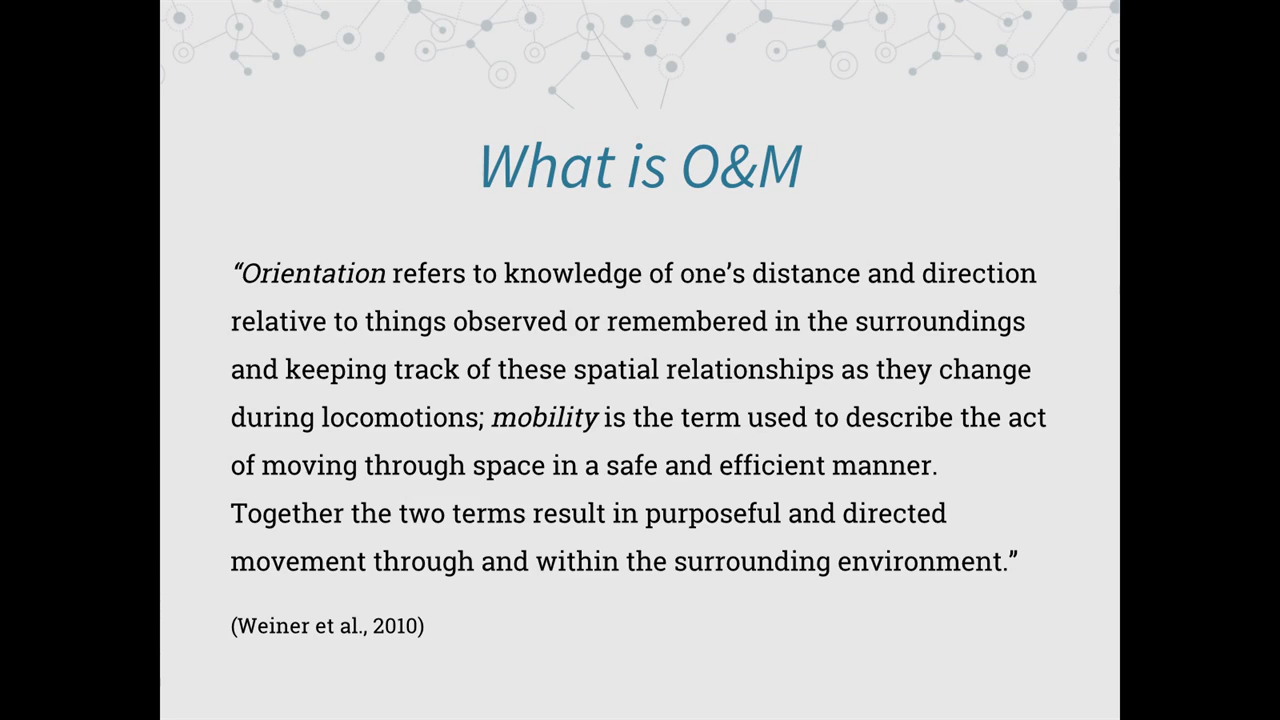 What is O&M
“Orientation refers to knowledge of one’s distance and direction
relative to things observed or remembered in the surroundings
and keeping track of these spatial relationships as they change
during locomotions; mobility is the term used to describe the act
of moving through space in a safe and efficient manner.
Together the two terms result in purposeful and directed
movement through and within the surrounding environment.”
(Weiner et al., 2010)